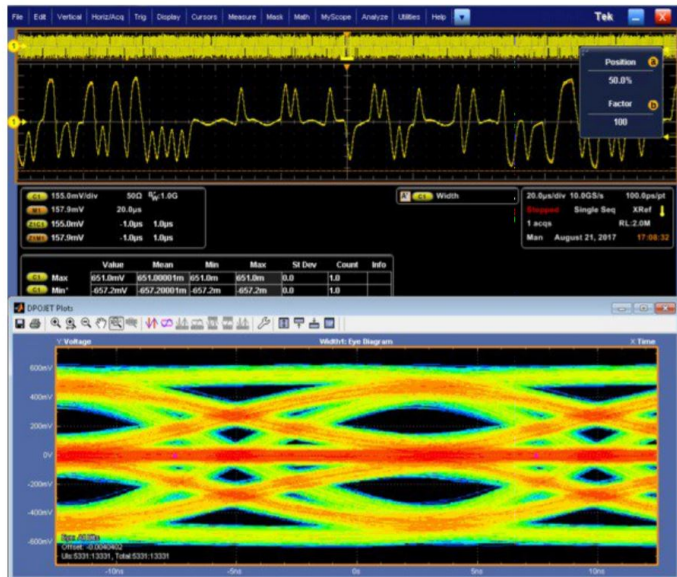 File Edit Vertical Horiz/Acq Trig Display Cursors Measure Mask Math MyScope Analyze Utilities Help Tek
1
Position a
50.0%
Factor b
100
1
C1 155.0mV/div 50Ω 1.0G
M1 157.9mV 20.0µs
Z1C1 155.0mV -1.0µs 1.0µs
Z1M1 157.9mV -1.0µs 1.0µs
A' C1 Width
20.0µs/div 10.0GS/s 100.0ps/pt
Stopped Single Seq XRef
1 acqs RL:2.0M
Man August 21, 2017 17:08:32
Value Mean Min Max St Dev Count Info
C1 Max 651.0mV 651.00001m 651.0m 651.0m 0.0 1.0
C1 Min* -657.2mV -657.20001m -657.2m -657.2m 0.0 1.0
DPOJET Plots
Y:Voltage Width1: Eye Diagram X:Time
600mV
400mV
200mV
0V
-200mV
-400mV
-600mV
Eye: All Bits
Offset: -0.0040402
UIs:5331:13331, Total:5331:13331
-10ns -5ns 0s 5ns 10ns